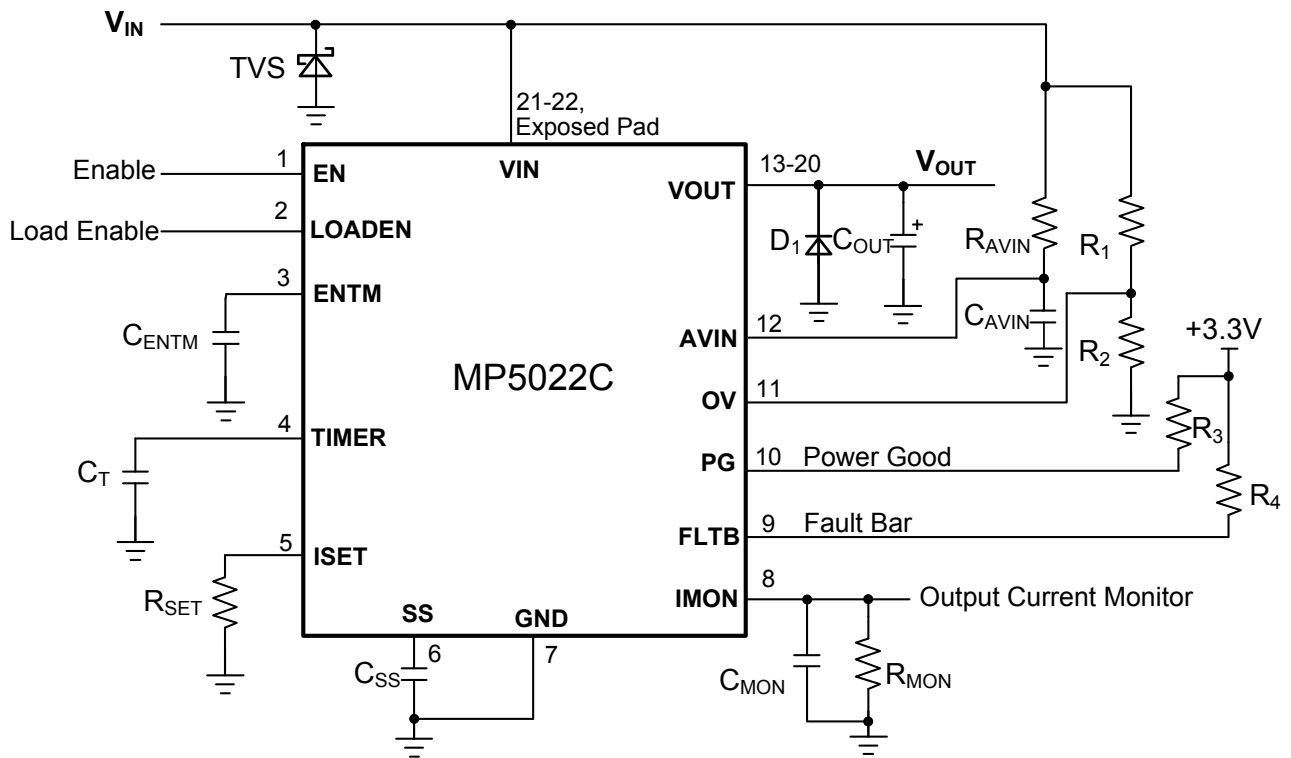 VIN
TVS
21-22,
Exposed Pad
Enable
1
EN
VIN
13-20
VOUT
VOUT
2
Load Enable
LOADEN
D1
COUT
+
RAVIN
R1
3
ENTM
CENTM
12
AVIN
CAVIN
+3.3V
R2
MP5022C
11
OV
4
TIMER
R3
CT
PG
10
Power Good
R4
9
Fault Bar
FLTB
5
ISET
8
RSET
IMON
Output Current Monitor
SS
GND
6
7
CSS
CMON
RMON